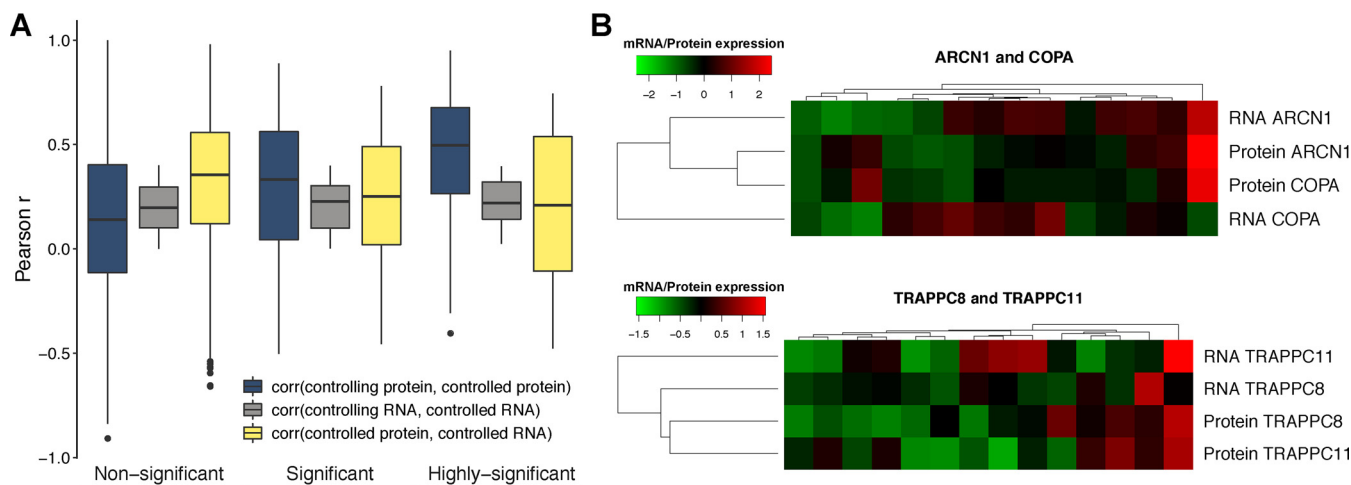 A
1.0
0.5
0.0
−0.5
−1.0
Pearson r
corr(controlling protein, controlled protein)
corr(controlling RNA, controlled RNA)
corr(controlled protein, controlled RNA)
Non−significant
Significant
Highly−significant
B
mRNA/Protein expression
−2 −1 0 1 2
ARCN1 and COPA
RNA ARCN1
Protein ARCN1
Protein COPA
RNA COPA
mRNA/Protein expression
−1.5 −0.5 0.5 1.5
TRAPPC8 and TRAPPC11
RNA TRAPPC11
RNA TRAPPC8
Protein TRAPPC8
Protein TRAPPC11